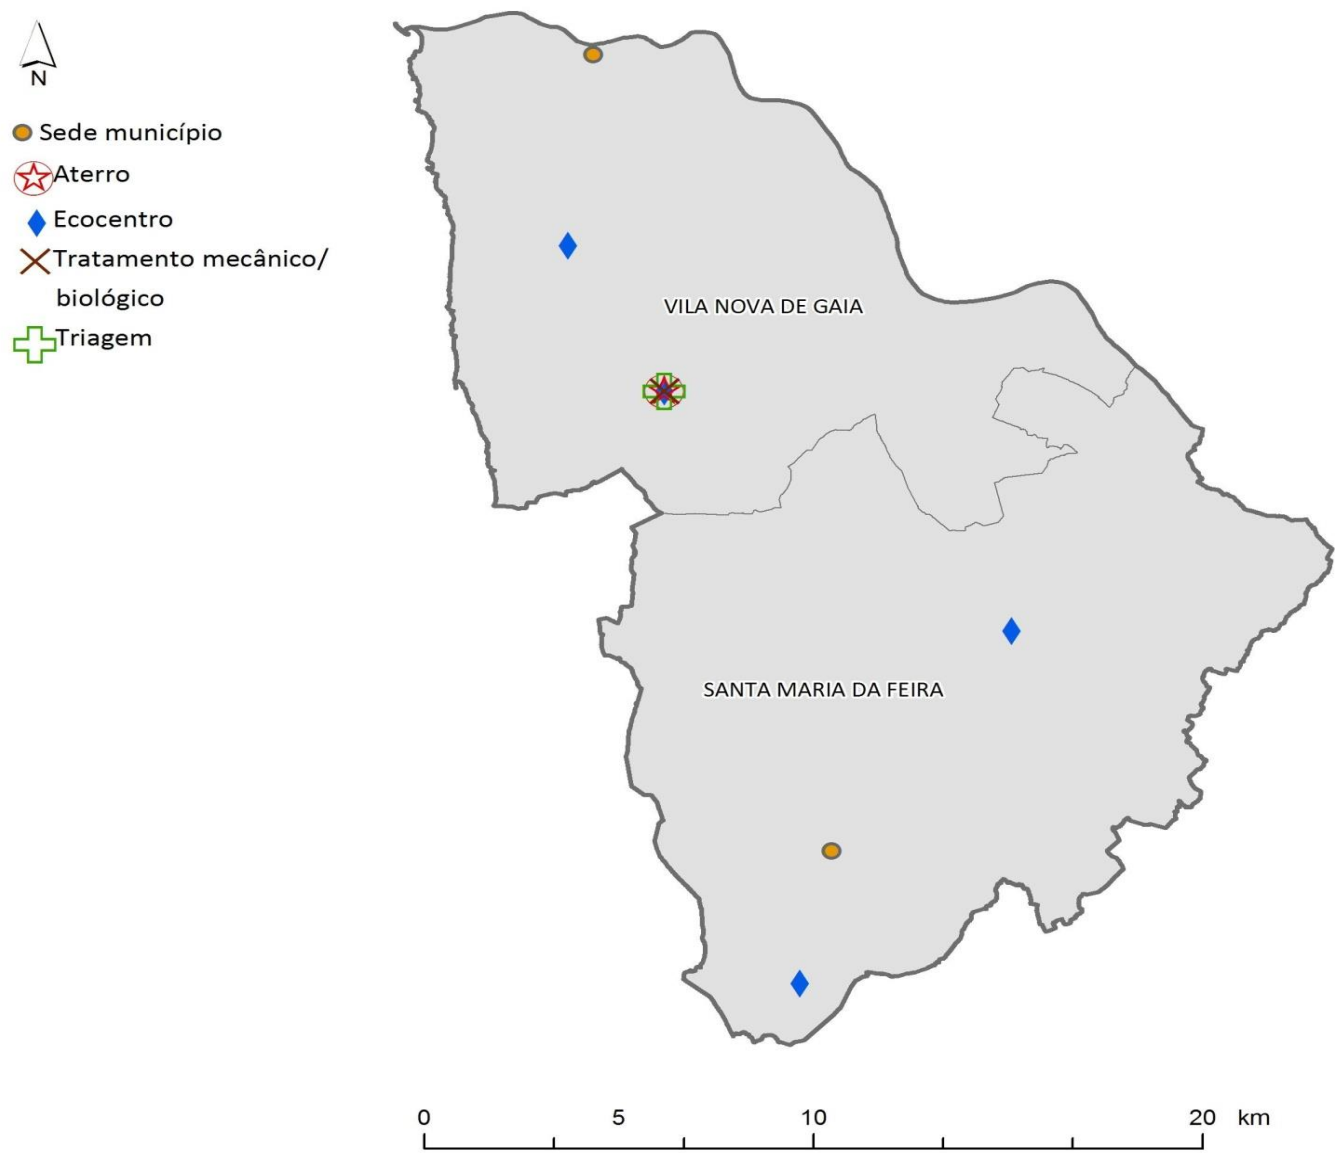 N
Sede município
Aterro
Ecocentro
Tratamento mecânico/
biológico
Triagem
VILA NOVA DE GAIA
SANTA MARIA DA FEIRA
0 5 10 20 km